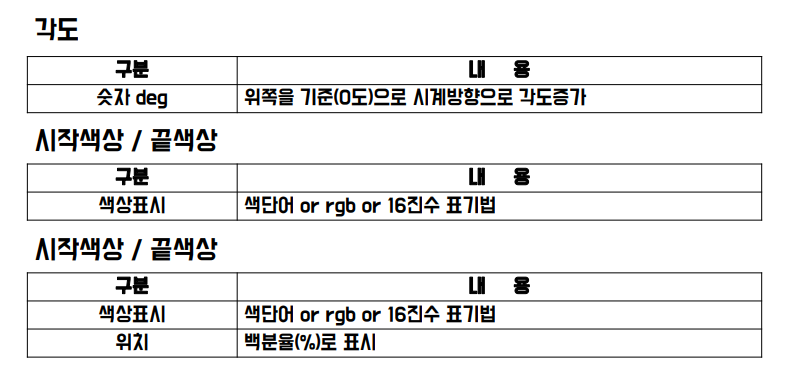 각도
구분 내 용
숫자 deg 위쪽을 기준(0도)으로 시계방향으로 각도증가
시작색상 / 끝색상
구분 내 용
색상표시 색단어 or rgb or 16진수 표기법
시작색상 / 끝색상
구분 내 용
색상표시 색단어 or rgb or 16진수 표기법
위치 백분율(%)로 표시